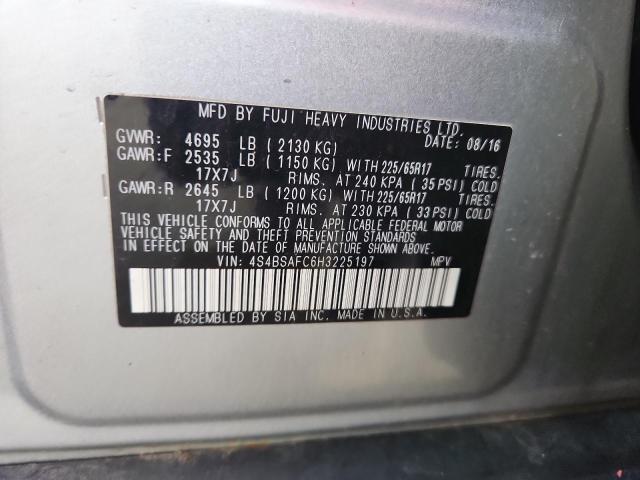 MFD BY FUJI HEAVY INDUSTRIES LTD.
GVWR: 4695 LB ( 2130 KG) DATE: 08/16
GAWR:F 2535 LB ( 1150 KG) WITH 225/65R17 TIRES.
17X7J RIMS. AT 240 KPA ( 35 PSI) COLD
GAWR:R 2645 LB ( 1200 KG) WITH 225/65R17 TIRES.
17X7J RIMS. AT 230 KPA ( 33 PSI) COLD
THIS VEHICLE CONFORMS TO ALL APPLICABLE FEDERAL MOTOR
VEHICLE SAFETY AND THEFT PREVENTION STANDARDS
IN EFFECT ON THE DATE OF MANUFACTURE SHOWN ABOVE.
VIN: 4S4BSAFC6H3225197 MPV
ASSEMBLED BY SIA INC. MADE IN U.S.A.